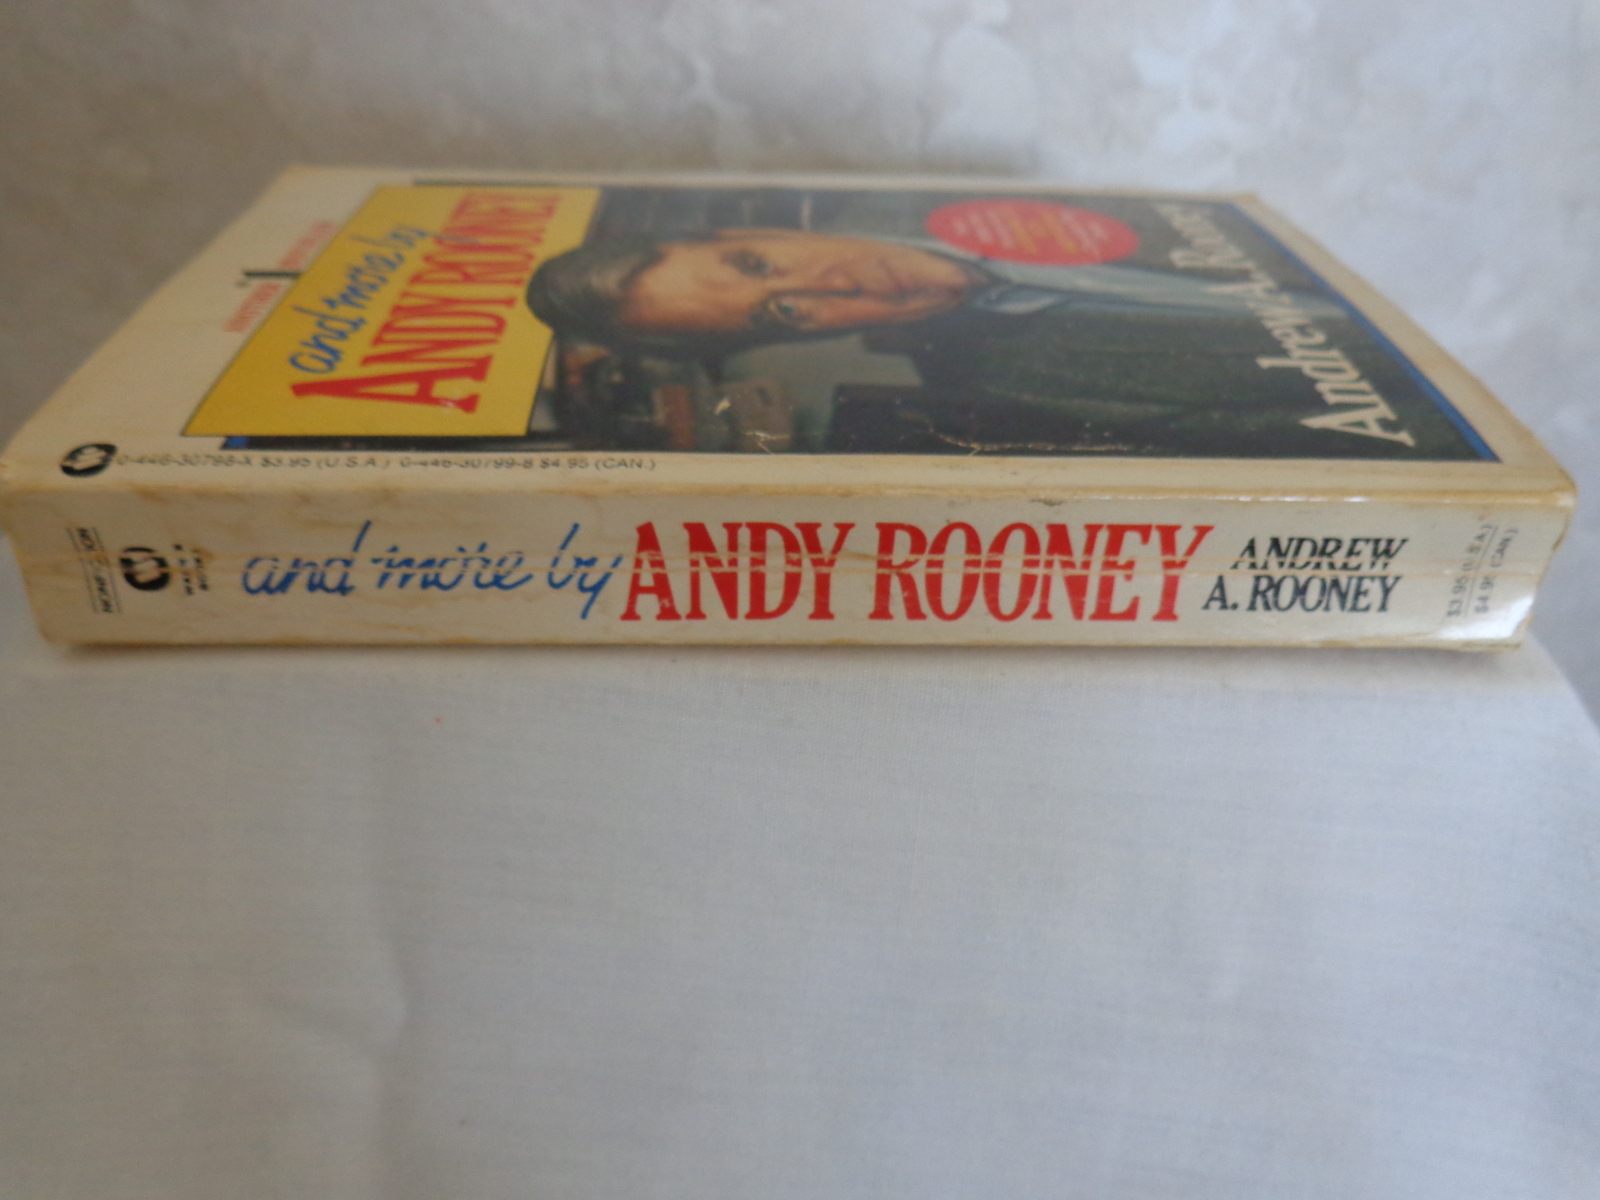 and more by
ANDY ROONEY
Andrew A. Rooney
0-446-30798-X $3.95 (U.S.A.) 0-446-30799-8 $4.95 (CAN.)
and more by ANDY ROONEY
ANDREW
A. ROONEY
$3.95 (U.S.A.)
$4.95 (CAN.)